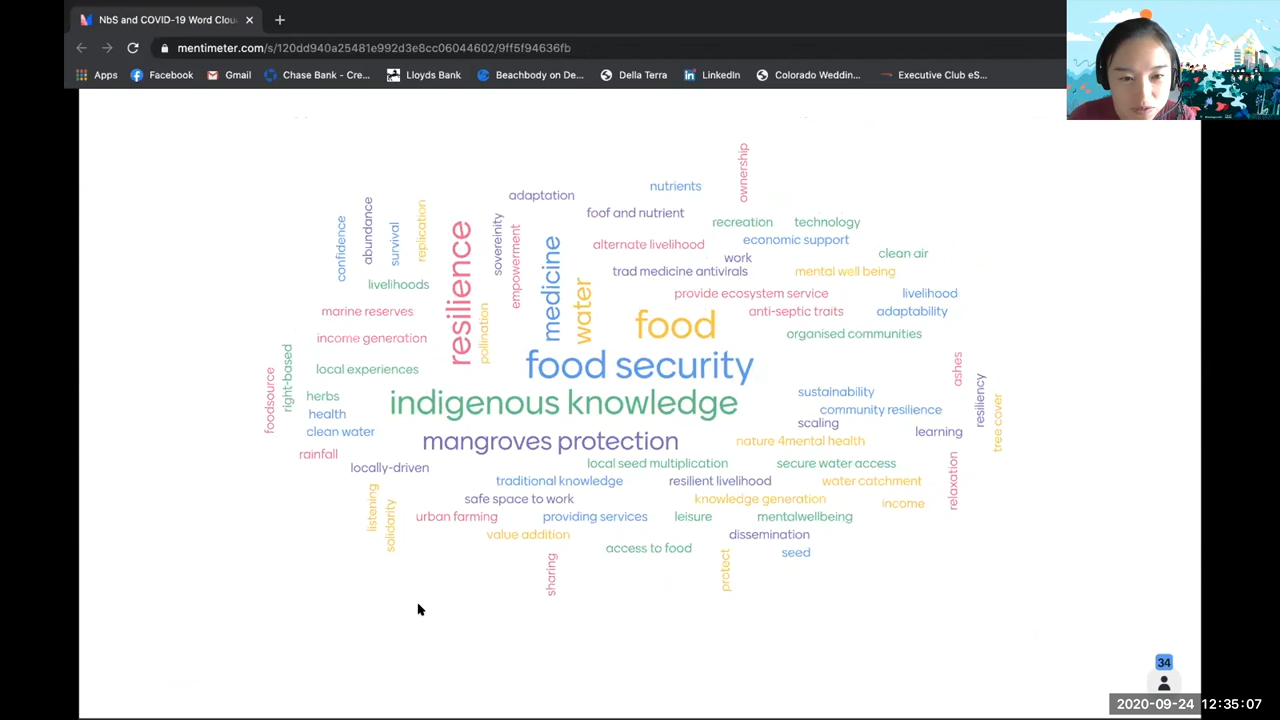 NbS and COVID-19 Word Clou
mentimeter.com/s/120dd940a25481e992d3e8cc06044602/9ff5f94636fb
Apps Facebook Gmail Chase Bank - Cre... Luvs Bank Beachbody on De... Della Terra LinkedIn Colorado Weddin... Executive Club Ba...
ownership
nutrients
adaptation
foof and nutrient
recreation technology
confidence
abundance
survival
replication
resilience
sovereinity
empowerment
pollination
medicine
water
alternate livelihood
economic support
work
clean air
trad medicine antivirals
mental well being
livelihoods
provide ecosystem service
livelihood
marine reserves
anti-septic traits
adaptability
food
organised communities
income generation
food security
local experiences
foodsource
right-based
ashes
resiliency
tree cover
herbs
sustainability
indigenous knowledge
community resilience
health
scaling
clean water
learning
mangroves protection
nature 4mental health
rainfall
locally-driven
local seed multiplication
secure water access
traditional knowledge
resilient livelihood
water catchment
relaxation
listening
solidarity
safe space to work
knowledge generation
income
urban farming
providing services
leisure
mentalwellbeing
value addition
dissemination
access to food
seed
sharing
protect
34
2020-09-24 12:35:07